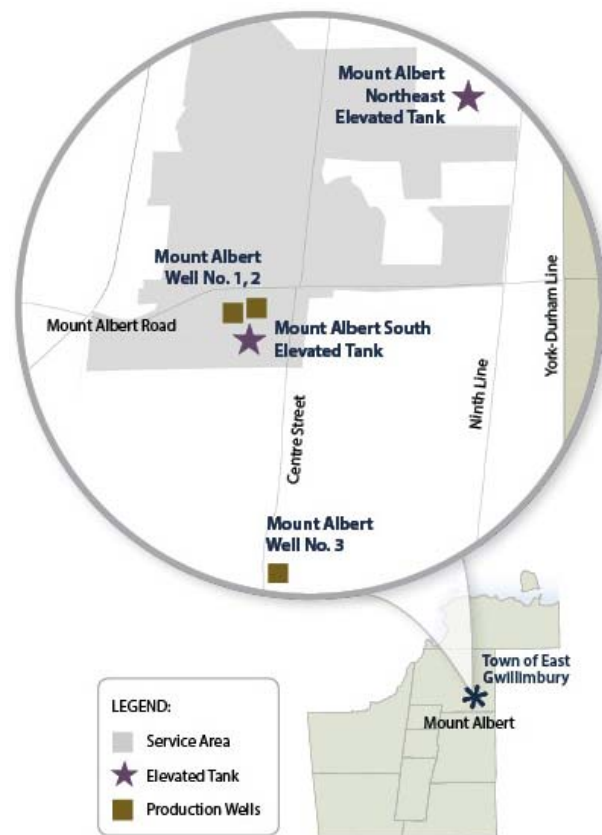 Mount Albert
Northeast
Elevated Tank
Mount Albert
Well No. 1, 2
Mount Albert Road
Mount Albert South
Elevated Tank
Centre Street
Ninth Line
York-Durham Line
Mount Albert
Well No. 3
Town of East
Gwillimbury
Mount Albert
LEGEND:
Service Area
Elevated Tank
Production Wells